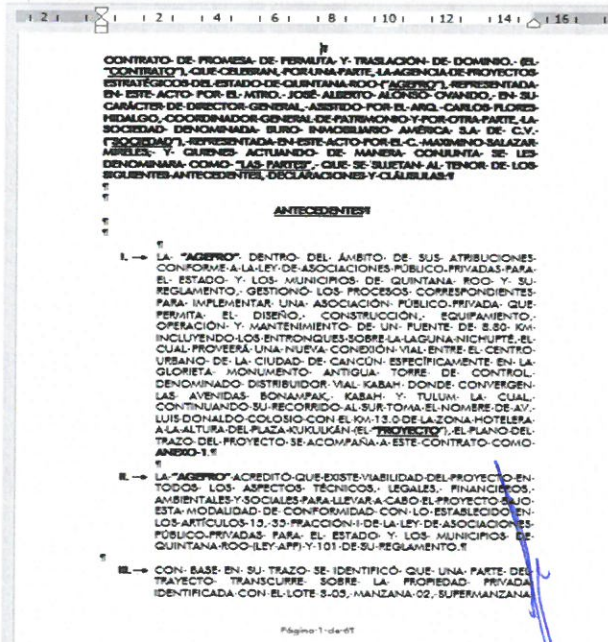 2 1 2 4 6 8 10 12 14 16
CONTRATO DE PROMESA DE PERMUTA Y TRASLACIÓN DE DOMINIO. (EL
"CONTRATO"), QUE CELEBRAN, POR UNA PARTE, LA AGENCIA DE PROYECTOS
ESTRATÉGICOS DEL ESTADO DE QUINTANA ROO ("AGEPRO"), REPRESENTADA
EN ESTE ACTO POR EL MTRO. JOSÉ ALBERTO ALONSO OVANDO, EN SU
CARÁCTER DE DIRECTOR GENERAL, ASISTIDO POR EL ARQ. CARLOS FLORES
HIDALGO, COORDINADOR GENERAL DE PATRIMONIO Y POR OTRA PARTE, LA
SOCIEDAD DENOMINADA BURO INMOBILIARIO AMÉRICA S.A DE C.V.
("SOCIEDAD"), REPRESENTADA EN ESTE ACTO POR EL C. MAXIMINO SALAZAR
MIRELES; Y QUIENES ACTUANDO DE MANERA CONJUNTA SE LES
DENOMINARA COMO "LAS PARTES", QUE SE SUJETAN AL TENOR DE LOS
SIGUIENTES ANTECEDENTES, DECLARACIONES Y CLÁUSULAS:
ANTECEDENTES
I. LA "AGEPRO" DENTRO DEL ÁMBITO DE SUS ATRIBUCIONES
CONFORME A LA LEY DE ASOCIACIONES PÚBLICO-PRIVADAS PARA
EL ESTADO Y LOS MUNICIPIOS DE QUINTANA ROO Y SU
REGLAMENTO, GESTIONÓ LOS PROCESOS CORRESPONDIENTES
PARA IMPLEMENTAR UNA ASOCIACIÓN PÚBLICO-PRIVADA QUE
PERMITA EL DISEÑO, CONSTRUCCIÓN, EQUIPAMIENTO,
OPERACIÓN Y MANTENIMIENTO DE UN PUENTE DE 8.80 KM
INCLUYENDO LOS ENTRONQUES SOBRE LA LAGUNA NICHUPTÉ, EL
CUAL PROVEERÁ UNA NUEVA CONEXIÓN VIAL ENTRE EL CENTRO
URBANO DE LA CIUDAD DE CANCÚN ESPECÍFICAMENTE EN LA
GLORIETA MONUMENTO ANTIGUA TORRE DE CONTROL,
DENOMINADO DISTRIBUIDOR VIAL KABAH DONDE CONVERGEN
LAS AVENIDAS BONAMPAK, KABAH Y TULUM LA CUAL,
CONTINUANDO SU RECORRIDO AL SUR TOMA EL NOMBRE DE AV.
LUIS DONALDO COLOSIO CON EL KM 13.0 DE LA ZONA HOTELERA
A LA ALTURA DEL PLAZA KUKULKÁN (EL "PROYECTO"), EL PLANO DEL
TRAZO DEL PROYECTO SE ACOMPAÑA A ESTE CONTRATO COMO
ANEXO 1.
II. LA "AGEPRO" ACREDITÓ QUE EXISTE VIABILIDAD DEL PROYECTO EN
TODOS LOS ASPECTOS TÉCNICOS, LEGALES, FINANCIEROS,
AMBIENTALES Y SOCIALES PARA LLEVAR A CABO EL PROYECTO BAJO
ESTA MODALIDAD DE CONFORMIDAD CON LO ESTABLECIDO EN
LOS ARTÍCULOS 15, 35 FRACCIÓN I DE LA LEY DE ASOCIACIONES
PÚBLICO-PRIVADAS PARA EL ESTADO Y LOS MUNICIPIOS DE
QUINTANA ROO (LEY APP) Y 101 DE SU REGLAMENTO.
III. CON BASE EN SU TRAZO SE IDENTIFICÓ QUE UNA PARTE DEL
TRAYECTO TRANSCURRE SOBRE LA PROPIEDAD PRIVADA
IDENTIFICADA CON EL LOTE 3-05, MANZANA 02, SUPERMANZANA
Página 1 de 67